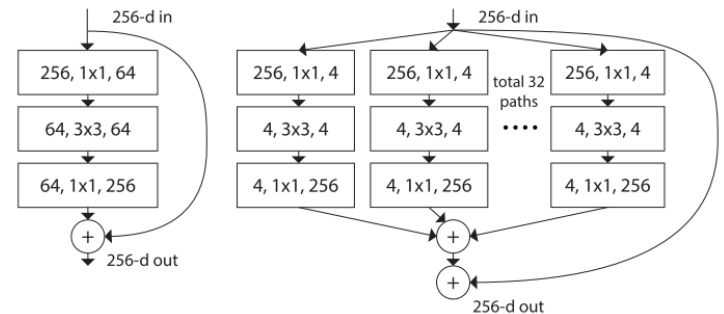 256-d in
256, 1x1, 64
64, 3x3, 64
64, 1x1, 256
+
256-d out
256-d in
256, 1x1, 4
256, 1x1, 4
total 32
paths
256, 1x1, 4
4, 3x3, 4
4, 3x3, 4
....
4, 3x3, 4
4, 1x1, 256
4, 1x1, 256
4, 1x1, 256
+
+
256-d out